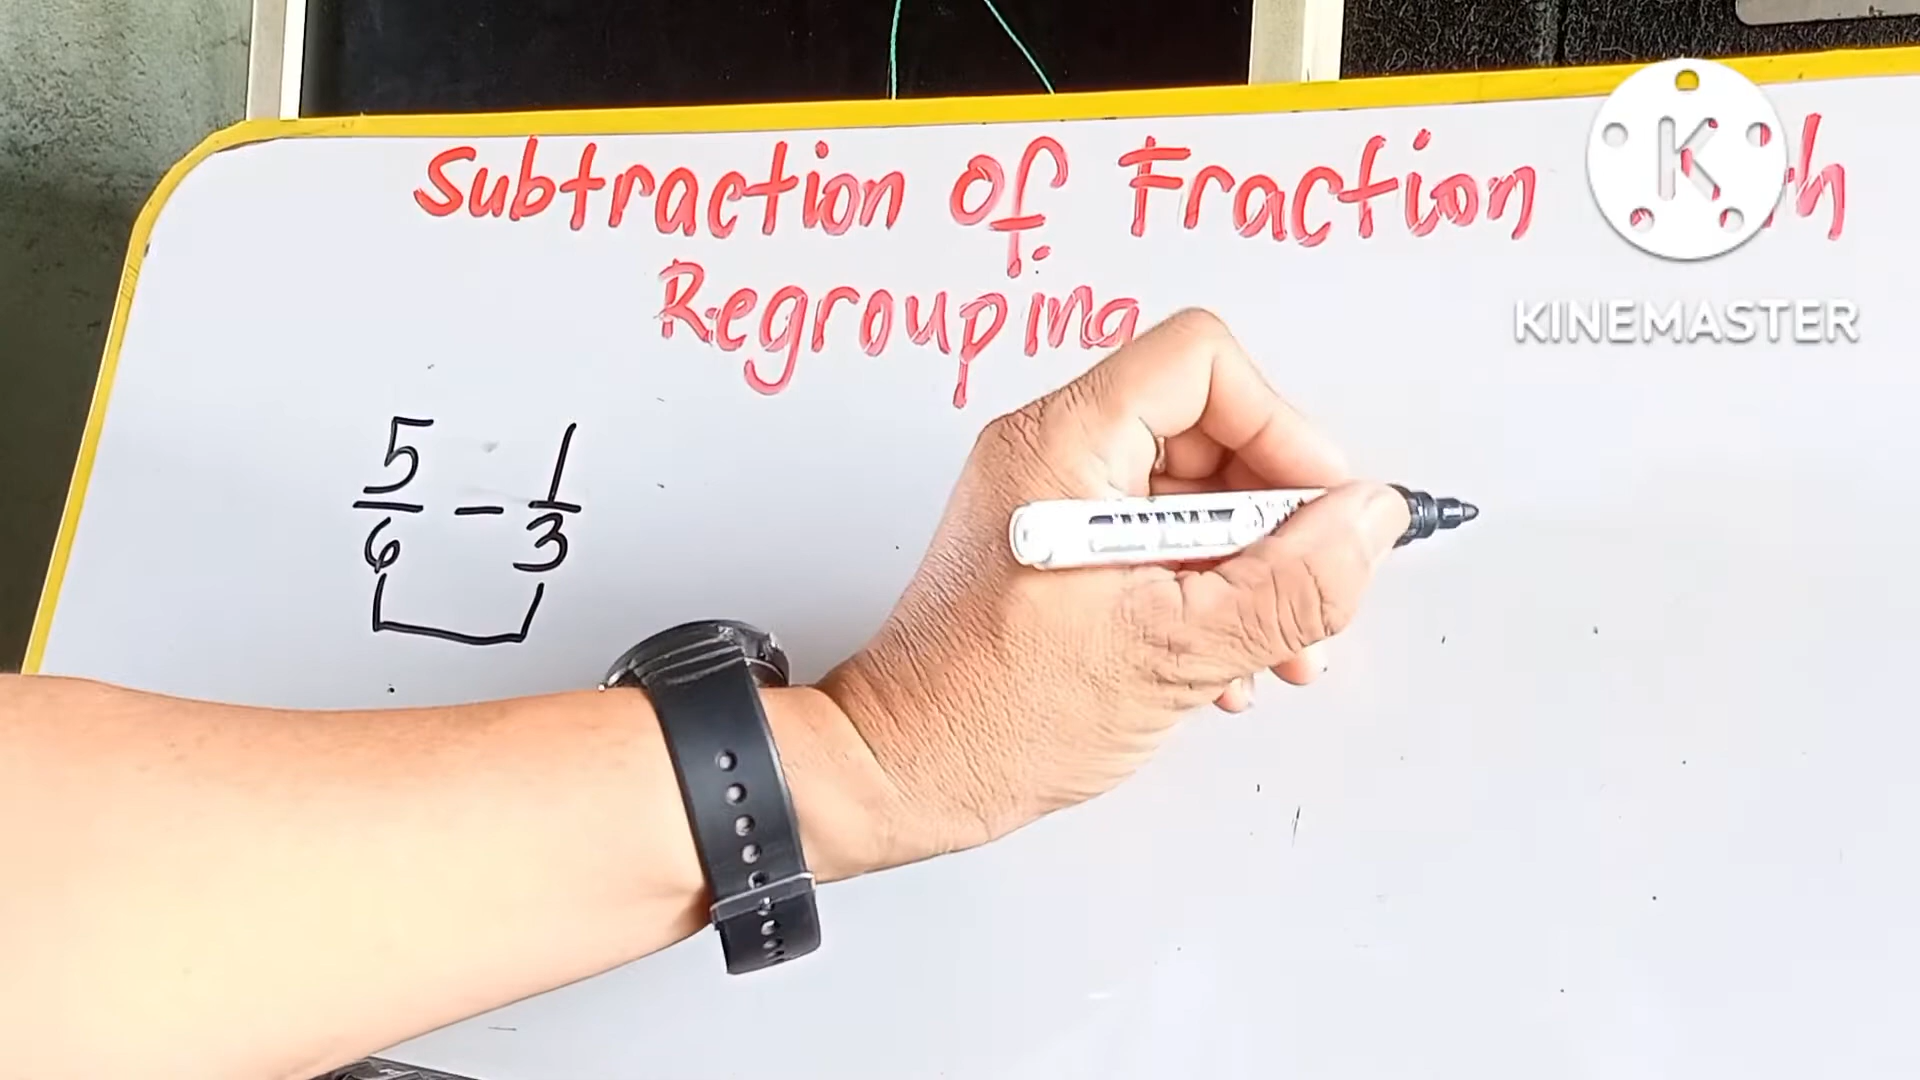 Subtraction of Fraction
Regrouping
K
KINEMASTER
5/6 - 1/3